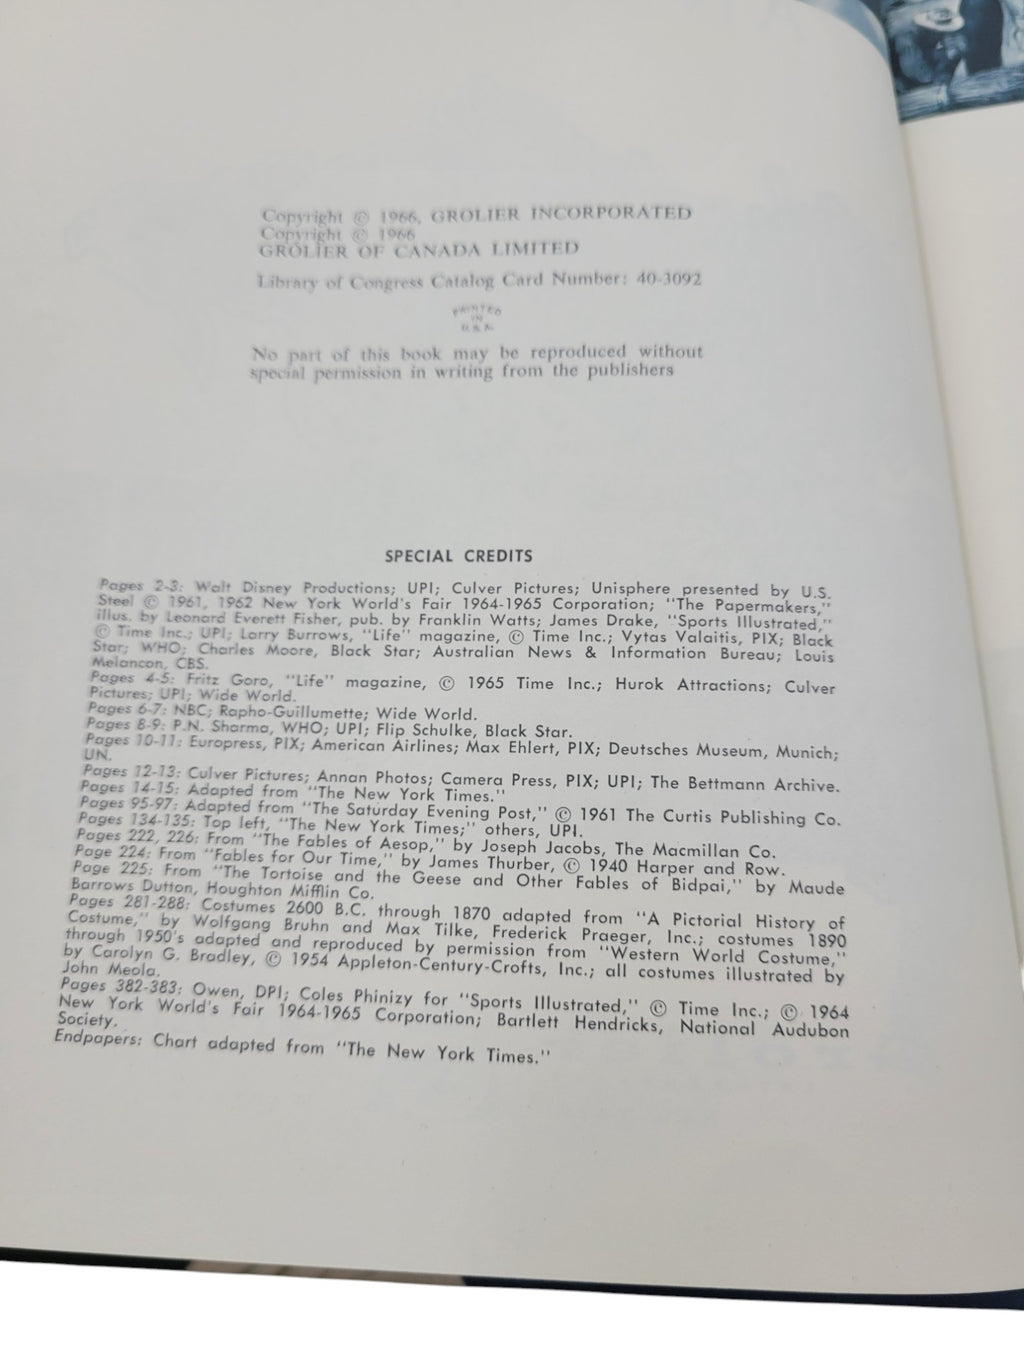 Copyright © 1966, GROLIER INCORPORATED
Copyright © 1966
GROLIER OF CANADA LIMITED
Library of Congress Catalog Card Number: 40-3092
PRINTED
IN
U.S.A.
No part of this book may be reproduced without
special permission in writing from the publishers
SPECIAL CREDITS
Pages 2-3: Walt Disney Productions; UPI; Culver Pictures; Unisphere presented by U.S.
Steel © 1961, 1962 New York World's Fair 1964-1965 Corporation; "The Papermakers,"
illus. by Leonard Everett Fisher, pub. by Franklin Watts; James Drake, "Sports Illustrated,"
© Time Inc.; UPI; Larry Burrows, "Life" magazine, © Time Inc.; Vytas Valaitis, PIX; Black
Star; WHO; Charles Moore, Black Star; Australian News & Information Bureau; Louis
Melancon, CBS.
Pages 4-5: Fritz Goro, "Life" magazine, © 1965 Time Inc.; Hurok Attractions; Culver
Pictures; UPI; Wide World.
Pages 6-7: NBC; Rapho-Guillumette; Wide World.
Pages 8-9: P.N. Sharma, WHO; UPI; Flip Schulke, Black Star.
Pages 10-11: Europress, PIX; American Airlines; Max Ehlert, PIX; Deutsches Museum, Munich;
UN.
Pages 12-13: Culver Pictures; Annan Photos; Camera Press, PIX; UPI; The Bettmann Archive.
Pages 14-15: Adapted from "The New York Times."
Pages 95-97: Adapted from "The Saturday Evening Post," © 1961 The Curtis Publishing Co.
Pages 134-135: Top left, "The New York Times;" others, UPI.
Pages 222, 226: From "The Fables of Aesop," by Joseph Jacobs, The Macmillan Co.
Page 224: From "Fables for Our Time," by James Thurber, © 1940 Harper and Row.
Page 225: From "The Tortoise and the Geese and Other Fables of Bidpai," by Maude
Barrows Dutton, Houghton Mifflin Co.
Pages 281-288: Costumes 2600 B.C. through 1870 adapted from "A Pictorial History of
Costume," by Wolfgang Bruhn and Max Tilke, Frederick Praeger, Inc.; costumes 1890
through 1950's adapted and reproduced by permission from "Western World Costume,"
by Carolyn G. Bradley, © 1954 Appleton-Century-Crofts, Inc.; all costumes illustrated by
John Meola.
Pages 382-383: Owen, DPI; Coles Phinizy for "Sports Illustrated," © Time Inc.; © 1964
New York World's Fair 1964-1965 Corporation; Bartlett Hendricks, National Audubon
Society.
Endpapers: Chart adapted from "The New York Times."